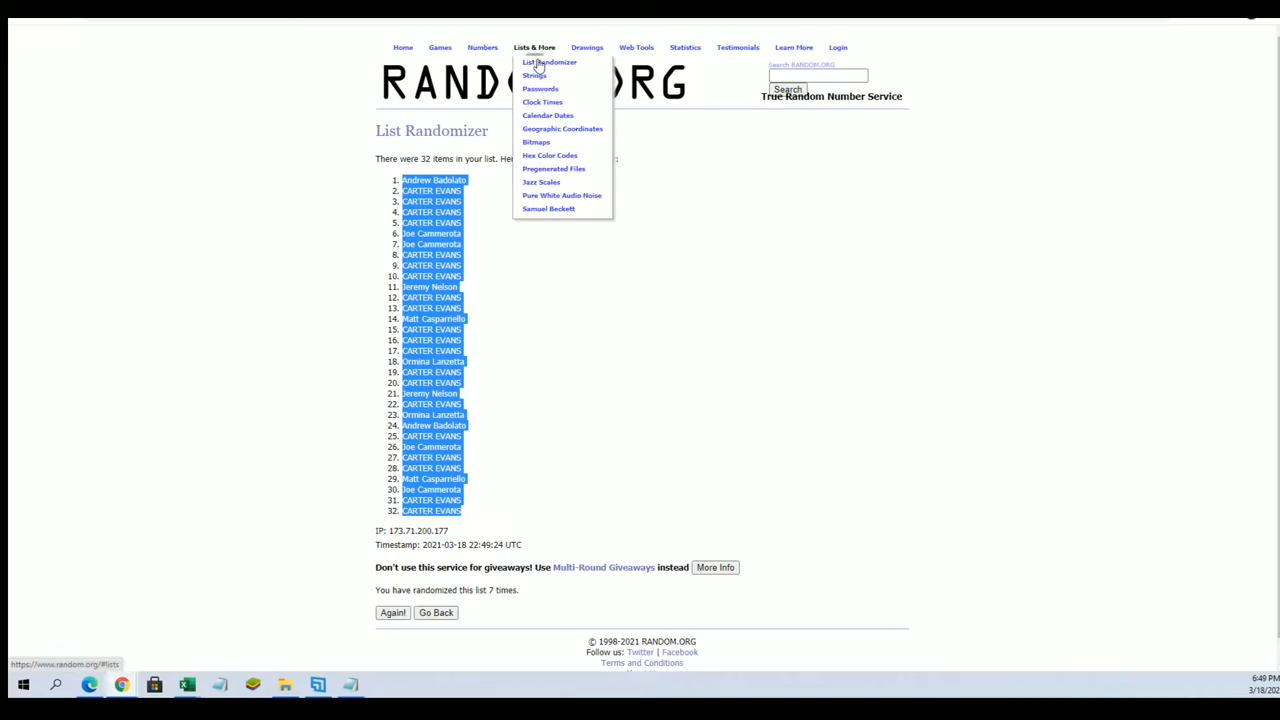 Home Games Numbers Lists & More Drawings Web Tools Statistics Testimonials Learn More Login
List Randomizer
Strings
Passwords
Clock Times
Calendar Dates
Geographic Coordinates
Bitmaps
Hex Color Codes
Pregenerated Files
Jazz Scales
Pure White Audio Noise
Samuel Beckett
Search RANDOM.ORG
Search
True Random Number Service
List Randomizer
There were 32 items in your list.
1. Andrew Badolato
2. CARTER EVANS
3. CARTER EVANS
4. CARTER EVANS
5. CARTER EVANS
6. Joe Cammerota
7. Joe Cammerota
8. CARTER EVANS
9. CARTER EVANS
10. CARTER EVANS
11. Jeremy Nelson
12. CARTER EVANS
13. CARTER EVANS
14. Matt Casparriello
15. CARTER EVANS
16. CARTER EVANS
17. CARTER EVANS
18. Ormina Lanzetta
19. CARTER EVANS
20. CARTER EVANS
21. Jeremy Nelson
22. CARTER EVANS
23. Ormina Lanzetta
24. Andrew Badolato
25. CARTER EVANS
26. Joe Cammerota
27. CARTER EVANS
28. CARTER EVANS
29. Matt Casparriello
30. Joe Cammerota
31. CARTER EVANS
32. CARTER EVANS
IP: 173.71.200.177
Timestamp: 2021-03-18 22:49:24 UTC
Don't use this service for giveaways! Use Multi-Round Giveaways instead More Info
You have randomized this list 7 times.
Again! Go Back
© 1998-2021 RANDOM.ORG
Follow us: Twitter | Facebook
Terms and Conditions
https://www.random.org/#lists
6:49 PM
3/18/202